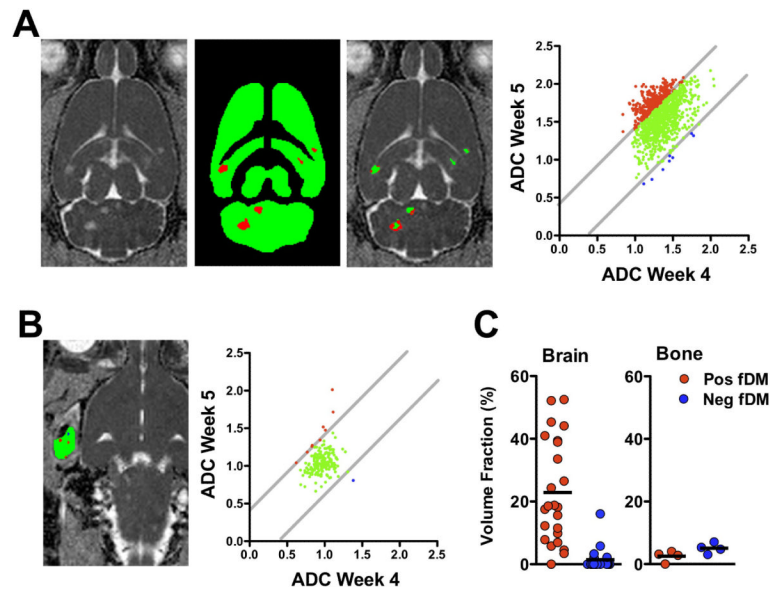 A
2.5
2.0
1.5
1.0
0.5
0.0
ADC Week 5
0.0 0.5 1.0 1.5 2.0 2.5
ADC Week 4
B
2.5
2.0
1.5
1.0
0.5
0.0
ADC Week 5
0.0 0.5 1.0 1.5 2.0 2.5
ADC Week 4
C
Brain Bone
Pos fDM
Neg fDM
60
40
20
0
Volume Fraction (%)
60
40
20
0